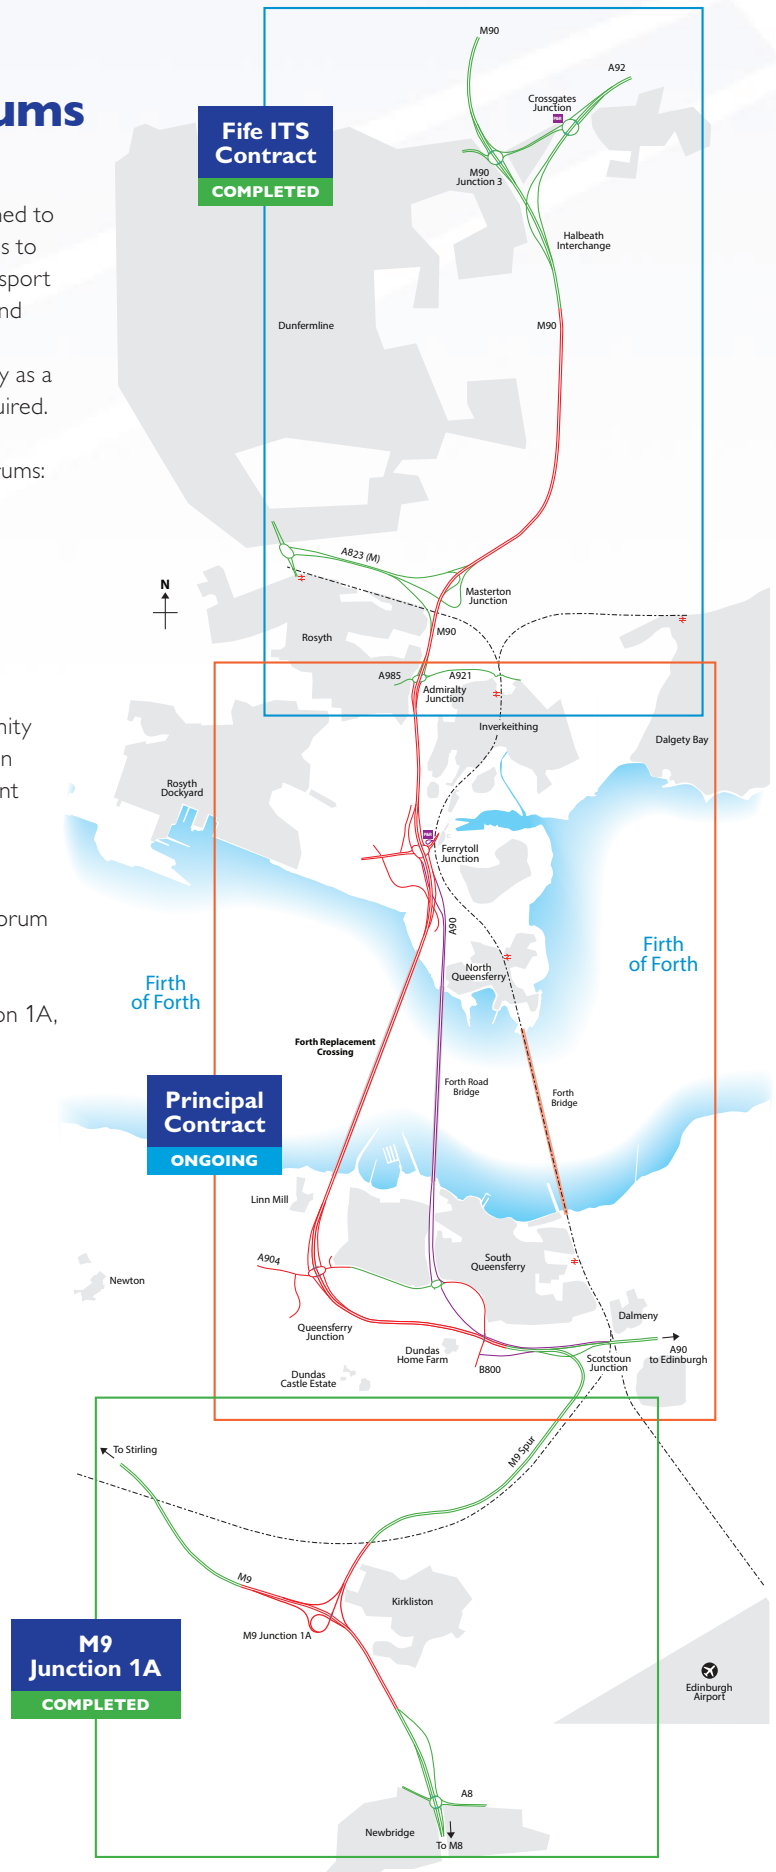 ums
ned to
s to
sport
nd
y as a
uired.
rums:
nity
n
nt
orum
on 1A,
M90
A92
Crossgates
Junction
Fife ITS
Contract
COMPLETED
M90
Junction 3
Halbeath
Interchange
Dunfermline
M90
A823 (M)
N
Masterton
Junction
Rosyth
M90
A985
A921
Admiralty
Junction
Inverkeithing
Dalgety Bay
Rosyth
Dockyard
Ferrytoll
Junction
A90
Firth
of Forth
North
Queensferry
Firth
of Forth
Forth Replacement
Crossing
Forth Road
Bridge
Forth
Bridge
Principal
Contract
ONGOING
Linn Mill
A904
South
Queensferry
Newton
Dalmeny
Queensferry
Junction
Dundas
Home Farm
A90
to Edinburgh
Scotstoun
Junction
B800
Dundas
Castle Estate
To Stirling
M9 Spur
M9
Kirkliston
M9 Junction 1A
M9
Junction 1A
COMPLETED
Edinburgh
Airport
A8
Newbridge
To M8